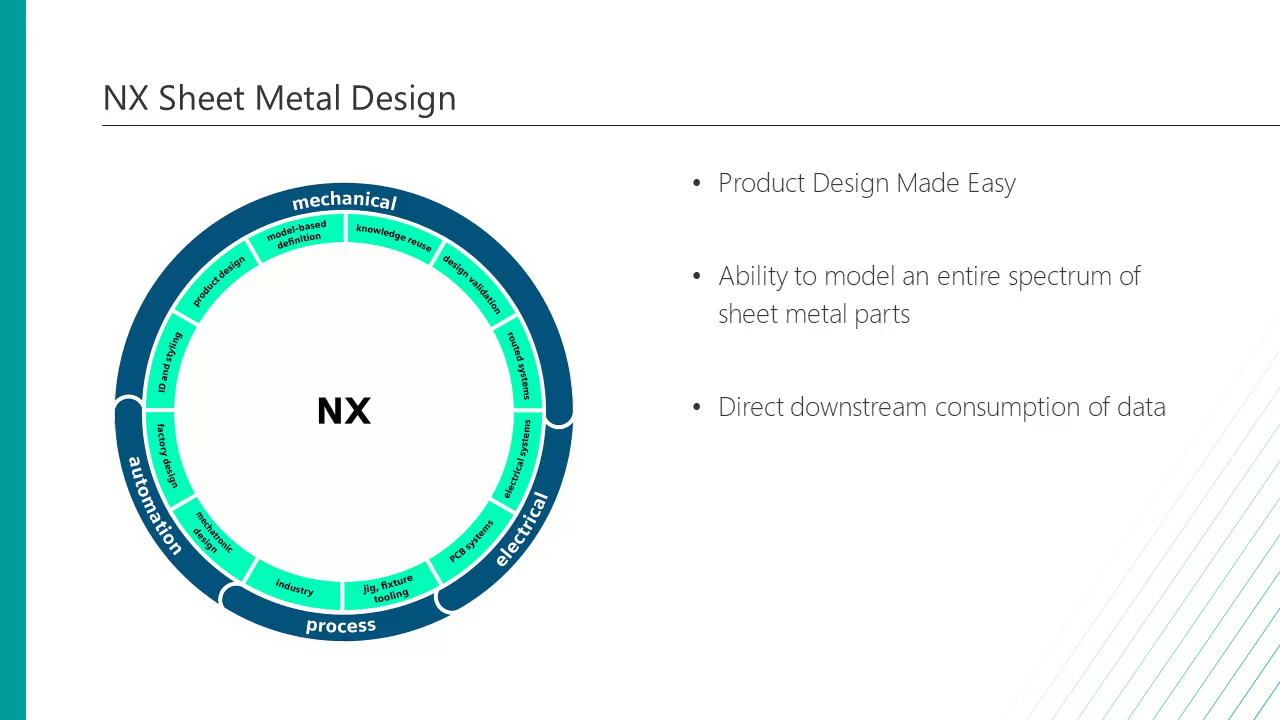 NX Sheet Metal Design
mechanical
model-based
definition
knowledge reuse
product design
design validation
ID and styling
routed systems
NX
factory design
electrical systems
automation
electrical
mechatronic
design
PCB systems
industry
jig, fixture
tooling
process
• Product Design Made Easy
• Ability to model an entire spectrum of
sheet metal parts
• Direct downstream consumption of data